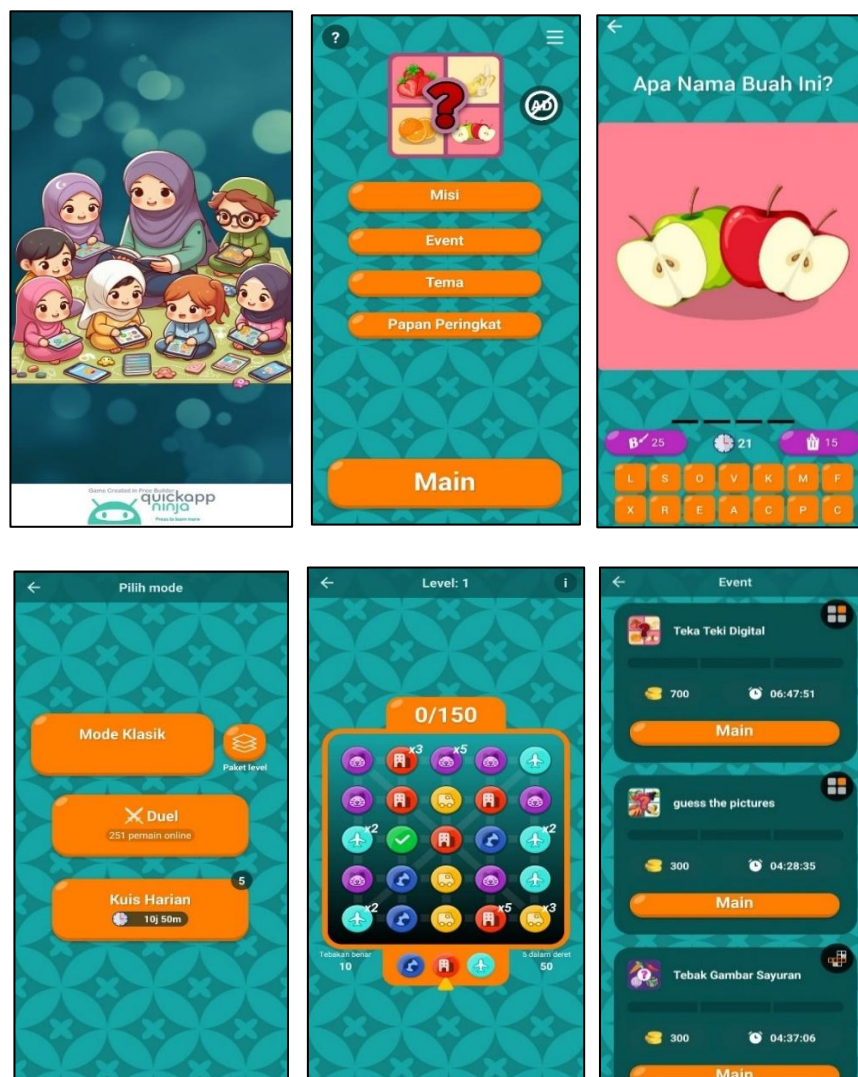 Game Created in Free Builder
quickapp
ninja
Press to learn more
?
AD
?
Misi
Event
Tema
Papan Peringkat
Main
Apa Nama Buah Ini?
B 25
21
15
L S O V K M F
X R E A C P C
Pilih mode
Mode Klasik
Paket level
Duel
251 pemain online
5
Kuis Harian
10j 50m
Level: 1
i
0/150
x3 x5
x2 x2
x2 x5 x3
Tebakan benar
10
5 dalam deret
50
Event
Teka Teki Digital
700 06:47:51
Main
guess the pictures
300 04:28:35
Main
?
Tebak Gambar Sayuran
300 04:37:06
Main